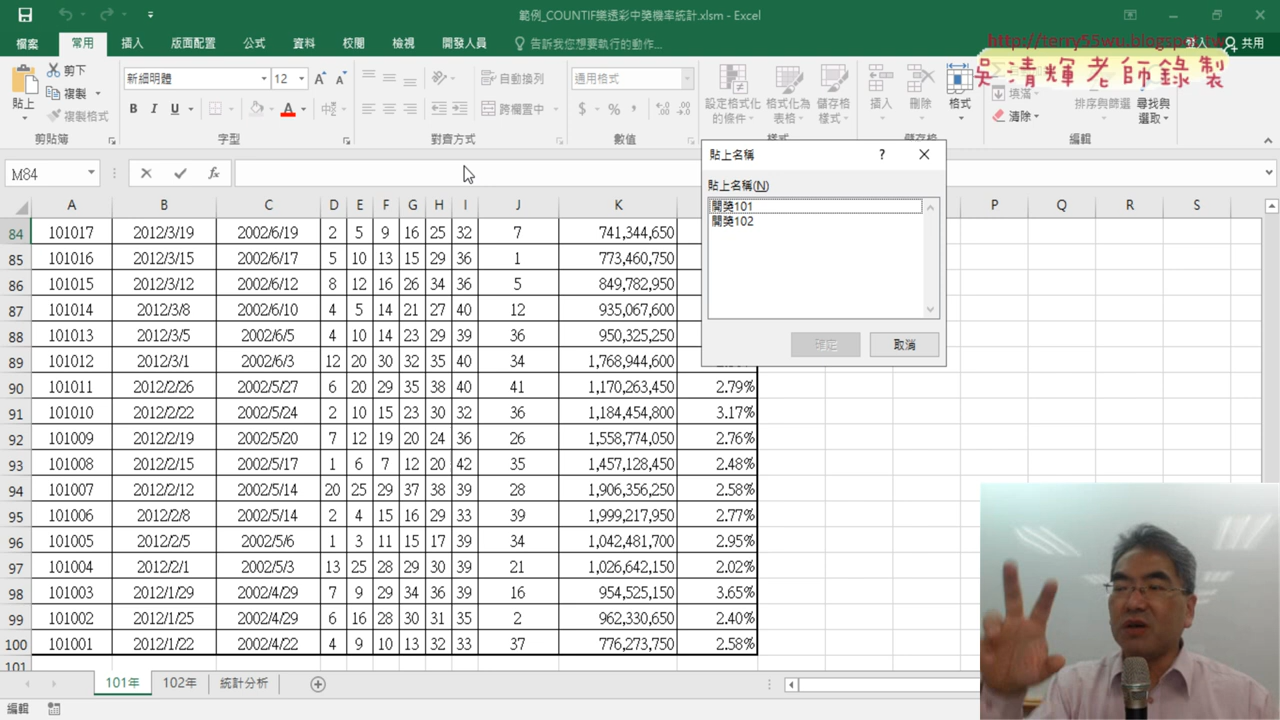 範例_COUNTIF樂透彩中獎機率統計.xlsm - Excel
檔案 常用 插入 版面配置 公式 資料 校閱 檢視 開發人員 告訴我您想要執行的動作... 共用
http://terry55wu.blogspot.tw
吳清輝老師錄製
貼上 剪下 複製 複製格式 剪貼簿
新細明體 12 B I U A 中 字型
自動換列 跨欄置中 對齊方式
通用格式 $ % , 數值
設定格式化的條件 格式化為表格 儲存格樣式 樣式
插入 刪除 格式 儲存格
填滿 清除 排序與篩選 尋找與選取 編輯
M84 fx
貼上名稱 ?
貼上名稱(N)
開獎101
開獎102
確定 取消
A B C D E F G H I J K P Q R S
84 101017 2012/3/19 2002/6/19 2 5 9 16 25 32 7 741,344,650
85 101016 2012/3/15 2002/6/17 5 10 13 15 29 36 1 773,460,750
86 101015 2012/3/12 2002/6/12 8 12 16 26 34 36 5 849,782,950
87 101014 2012/3/8 2002/6/10 4 5 14 21 27 40 12 935,067,600
88 101013 2012/3/5 2002/6/5 4 10 14 23 29 39 36 950,325,250
89 101012 2012/3/1 2002/6/3 12 20 30 32 35 40 34 1,768,944,600
90 101011 2012/2/26 2002/5/27 6 20 29 35 38 40 41 1,170,263,450 2.79%
91 101010 2012/2/22 2002/5/24 2 10 15 23 30 32 36 1,184,454,800 3.17%
92 101009 2012/2/19 2002/5/20 7 12 19 20 24 36 26 1,558,774,050 2.76%
93 101008 2012/2/15 2002/5/17 1 6 7 12 20 42 35 1,457,128,450 2.48%
94 101007 2012/2/12 2002/5/14 20 25 29 37 38 39 28 1,906,356,250 2.58%
95 101006 2012/2/8 2002/5/14 2 4 15 16 29 33 39 1,999,217,950 2.77%
96 101005 2012/2/5 2002/5/6 1 3 11 15 17 39 34 1,042,481,700 2.95%
97 101004 2012/2/1 2002/5/3 13 25 28 29 30 39 21 1,026,642,150 2.02%
98 101003 2012/1/29 2002/4/29 7 9 29 34 36 39 16 954,525,150 3.65%
99 101002 2012/1/25 2002/4/29 6 16 28 30 31 35 2 962,330,650 2.40%
100 101001 2012/1/22 2002/4/22 4 9 10 13 32 33 37 776,273,750 2.58%
101
101年 102年 統計分析
編輯